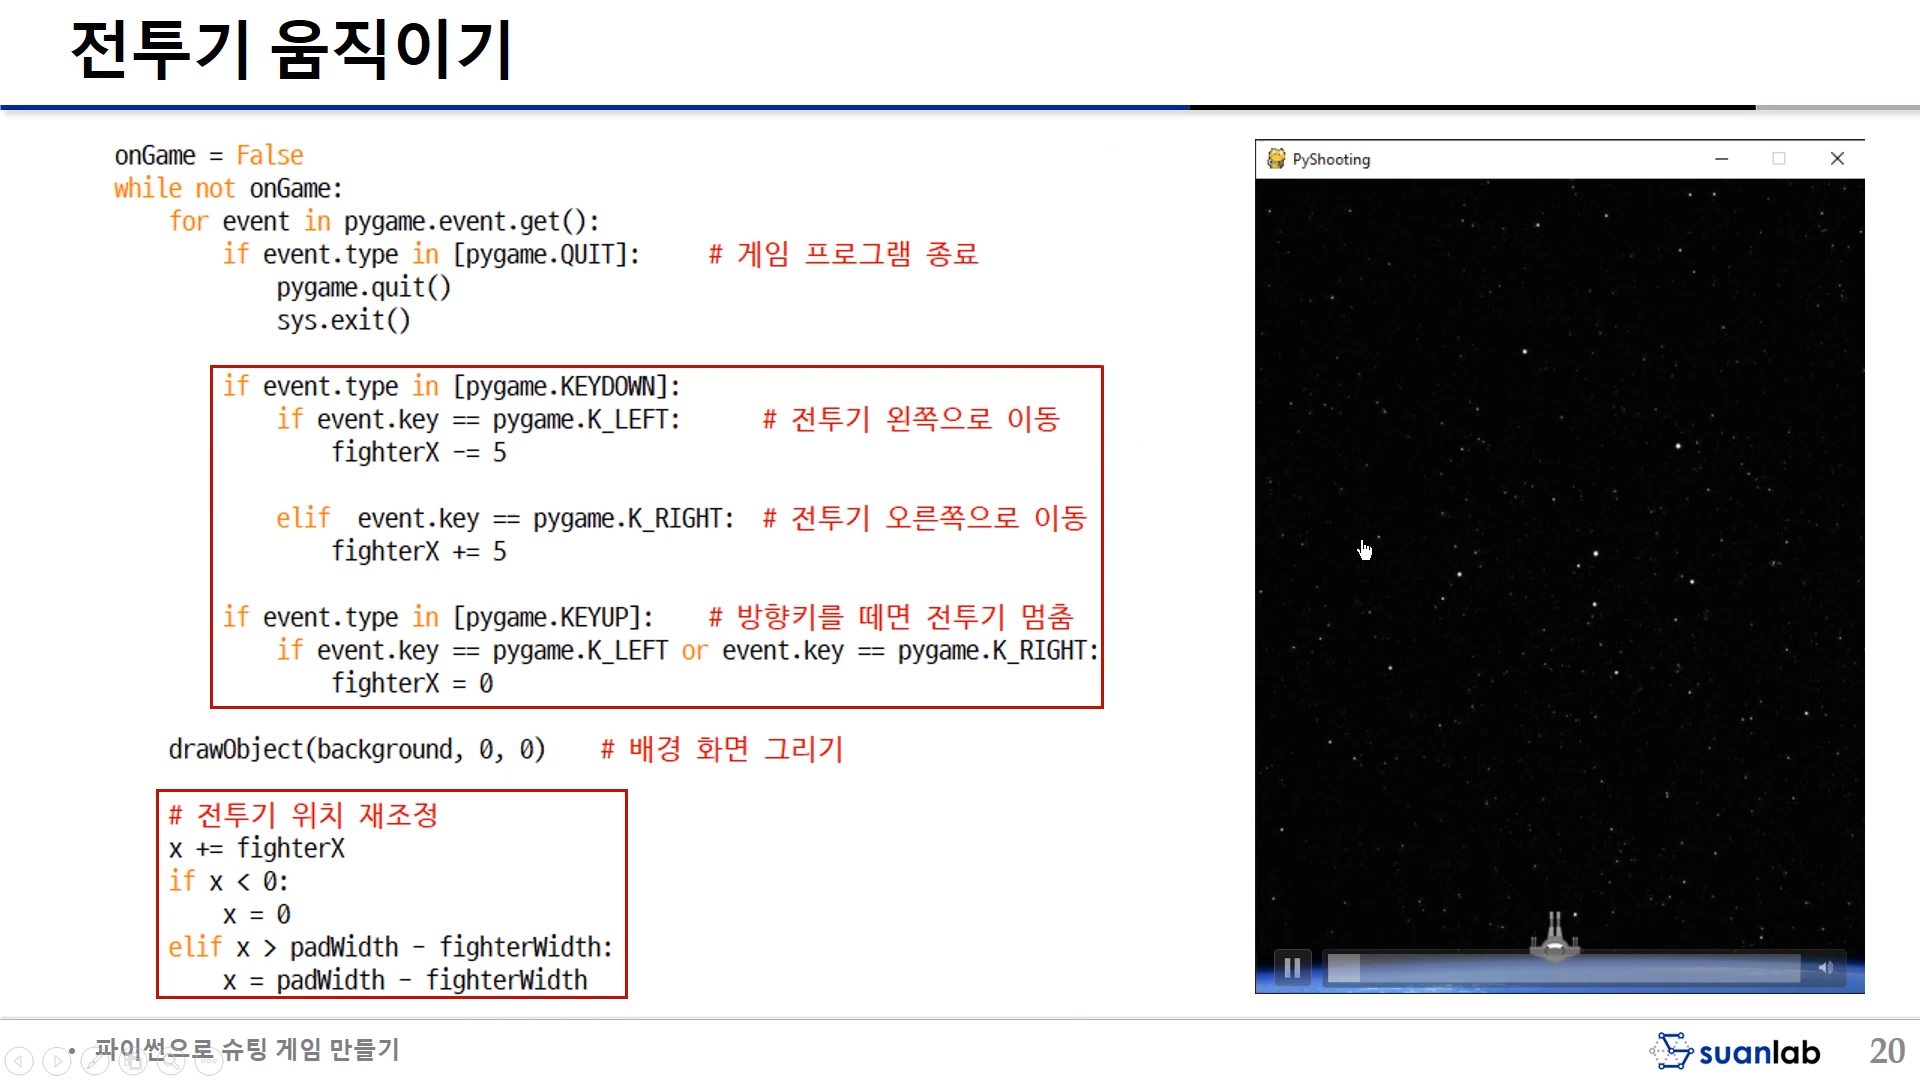 전투기 움직이기
onGame = False
while not onGame:
for event in pygame.event.get():
if event.type in [pygame.QUIT]: # 게임 프로그램 종료
pygame.quit()
sys.exit()
if event.type in [pygame.KEYDOWN]:
if event.key == pygame.K_LEFT: # 전투기 왼쪽으로 이동
fighterX -= 5
elif event.key == pygame.K_RIGHT: # 전투기 오른쪽으로 이동
fighterX += 5
if event.type in [pygame.KEYUP]: # 방향키를 떼면 전투기 멈춤
if event.key == pygame.K_LEFT or event.key == pygame.K_RIGHT:
fighterX = 0
drawObject(background, 0, 0) # 배경 화면 그리기
# 전투기 위치 재조정
x += fighterX
if x < 0:
x = 0
elif x > padWidth - fighterWidth:
x = padWidth - fighterWidth
PyShooting
• 파이썬으로 슈팅 게임 만들기
suanlab
20